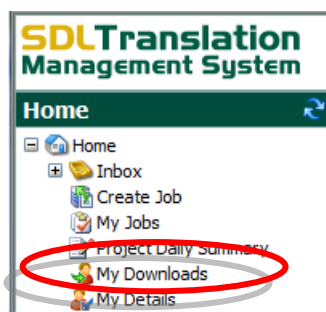 SDLTranslation
Management System
Home
Home
Inbox
Create Job
My Jobs
Project Daily Summary
My Downloads
My Details